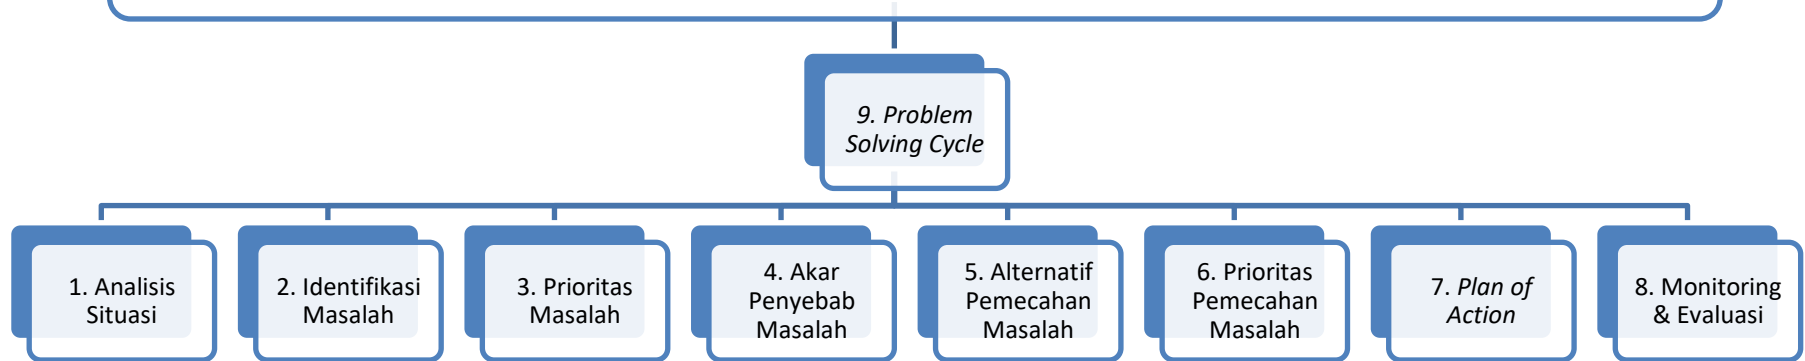 9. Problem
Solving Cycle
1. Analisis
Situasi
2. Identifikasi
Masalah
3. Prioritas
Masalah
4. Akar
Penyebab
Masalah
5. Alternatif
Pemecahan
Masalah
6. Prioritas
Pemecahan
Masalah
7. Plan of
Action
8. Monitoring
& Evaluasi